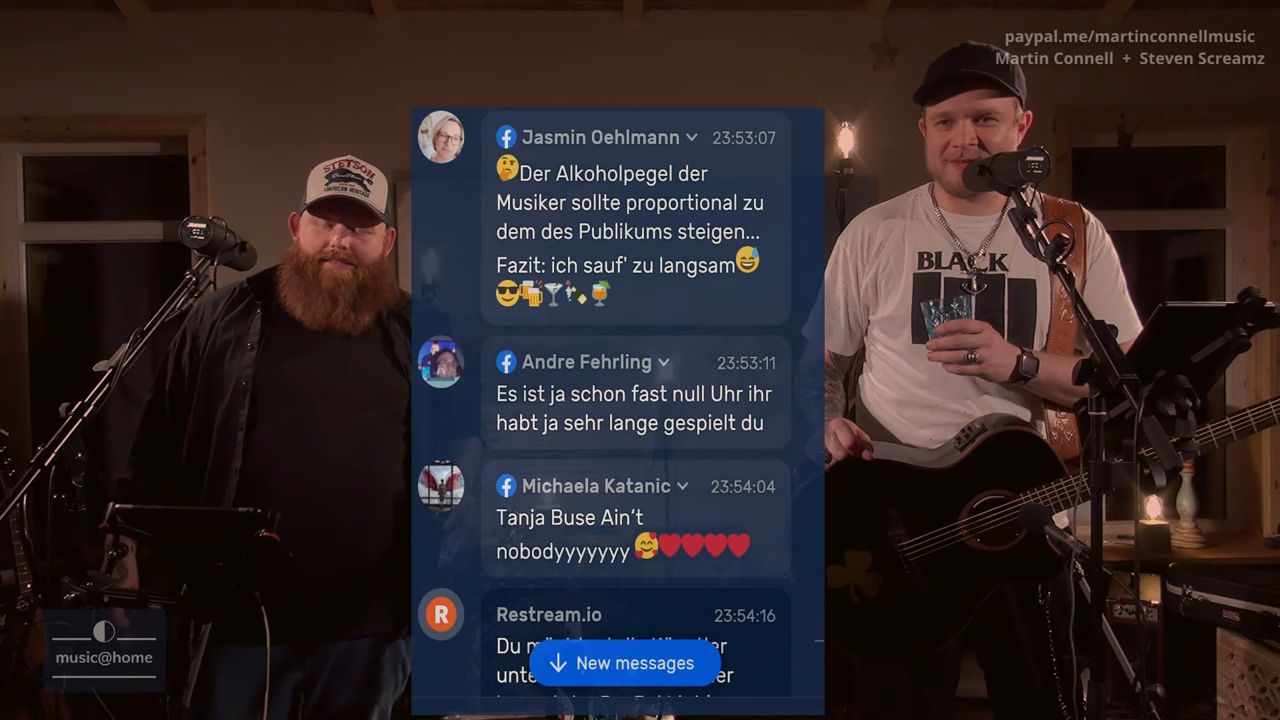 paypal.me/martinconnellmusic
Martin Connell + Steven Screamz
Jasmin Oehlmann 23:53:07
🤔Der Alkoholpegel der
Musiker sollte proportional zu
dem des Publikums steigen...
Fazit: ich sauf' zu langsam😅
😎🍻🍸🍾🍹
Andre Fehrling 23:53:11
Es ist ja schon fast null Uhr ihr
habt ja sehr lange gespielt du
Michaela Katanic 23:54:04
Tanja Buse Ain't
nobodyyyyyyy 🥰❤❤❤❤
R
Restream.io 23:54:16
Du
New messages
STETSON
AMERICAN HERITAGE
BLACK
music@home